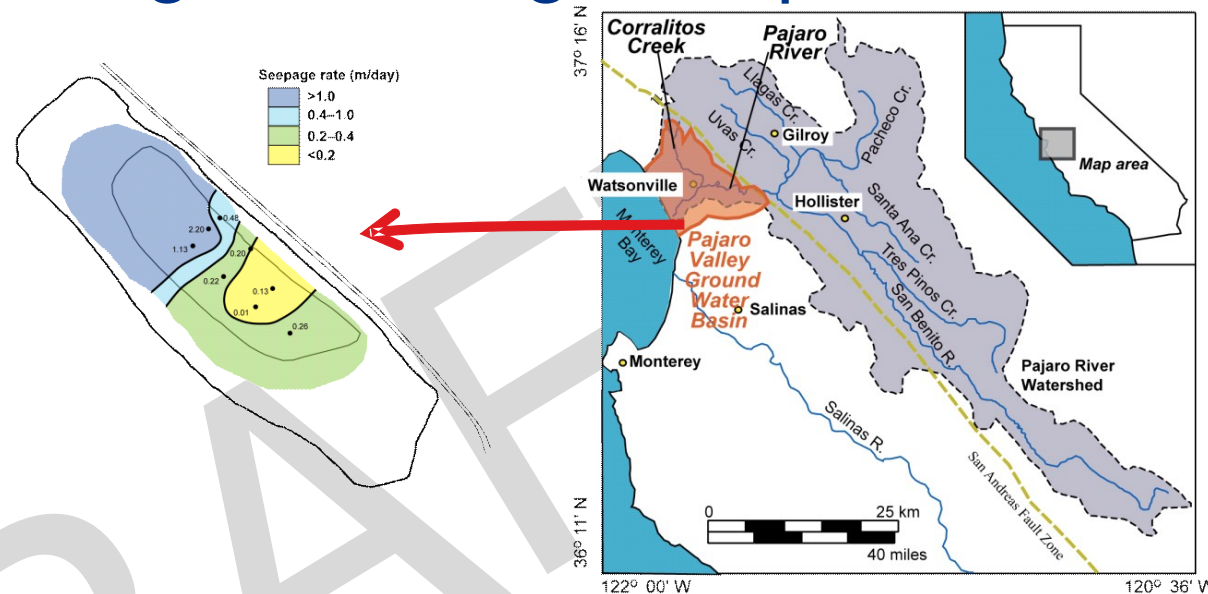 Seepage rate (m/day)
>1.0
0.4–1.0
0.2–0.4
<0.2
0.48
2.20
1.13
0.20
0.22
0.13
0.01
0.26
37° 16' N
36° 11' N
122° 00' W
120° 36' W
Corralitos
Creek
Pajaro
River
Llagas Cr.
Uvas Cr.
Pacheco Cr.
Gilroy
Watsonville
Hollister
Santa Ana Cr.
Tres Pinos Cr.
San Benito R.
Monterey
Bay
Pajaro
Valley
Ground
Water
Basin
Salinas
Monterey
Salinas R.
Pajaro River
Watershed
San Andreas Fault Zone
Map area
0
25 km
40 miles